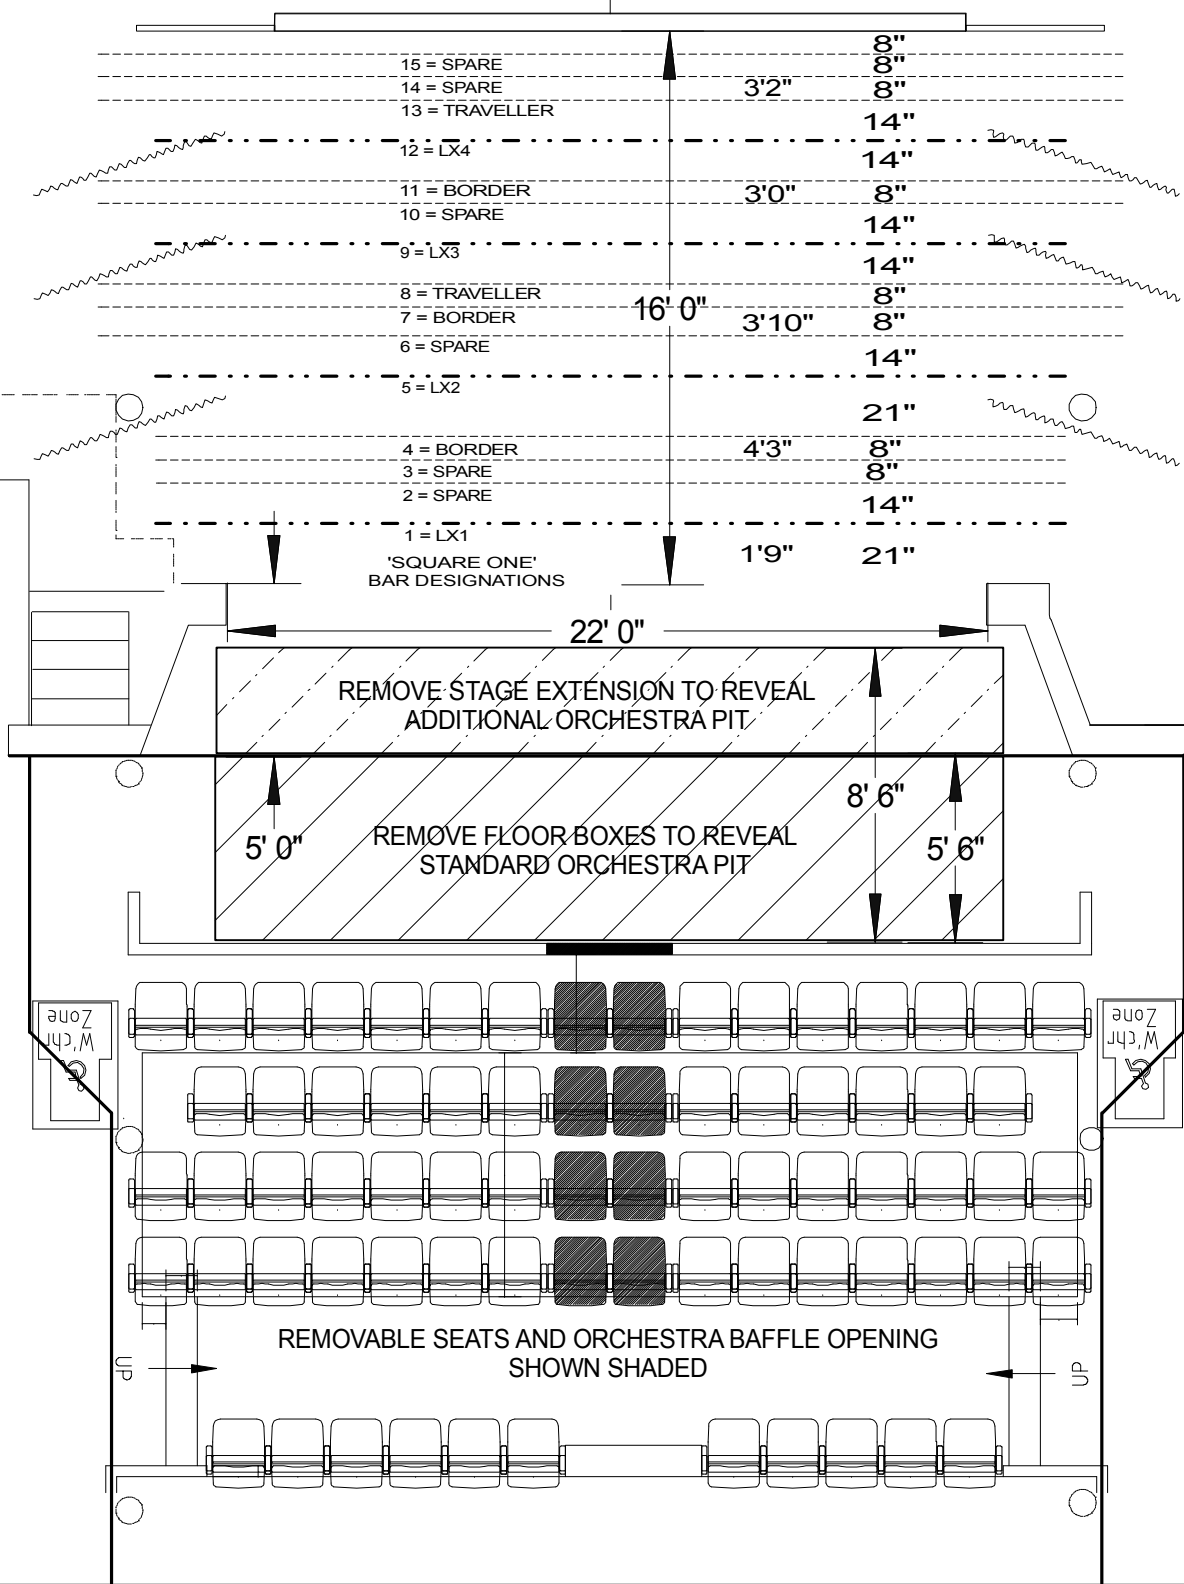 8"
15 = SPARE 8"
14 = SPARE 3'2" 8"
13 = TRAVELLER 14"
12 = LX4 14"
11 = BORDER 3'0" 8"
10 = SPARE 14"
9 = LX3 14"
8 = TRAVELLER 8"
16' 0"
7 = BORDER 3'10" 8"
6 = SPARE 14"
5 = LX2
21"
4 = BORDER 4'3" 8"
3 = SPARE 8"
2 = SPARE 14"
1 = LX1
1'9" 21"
'SQUARE ONE'
BAR DESIGNATIONS
22' 0"
REMOVE STAGE EXTENSION TO REVEAL
ADDITIONAL ORCHESTRA PIT
8' 6"
5' 0"
REMOVE FLOOR BOXES TO REVEAL
STANDARD ORCHESTRA PIT
5' 6"
W'chr
Zone
W'chr
Zone
REMOVABLE SEATS AND ORCHESTRA BAFFLE OPENING
SHOWN SHADED
UP
UP